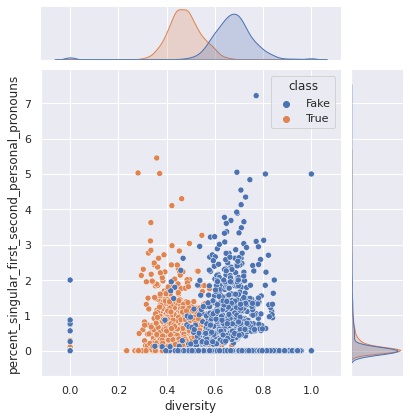 class
Fake
True
7
6
5
4
3
2
1
0
percent_singular_first_second_personal_pronouns
0.0 0.2 0.4 0.6 0.8 1.0
diversity